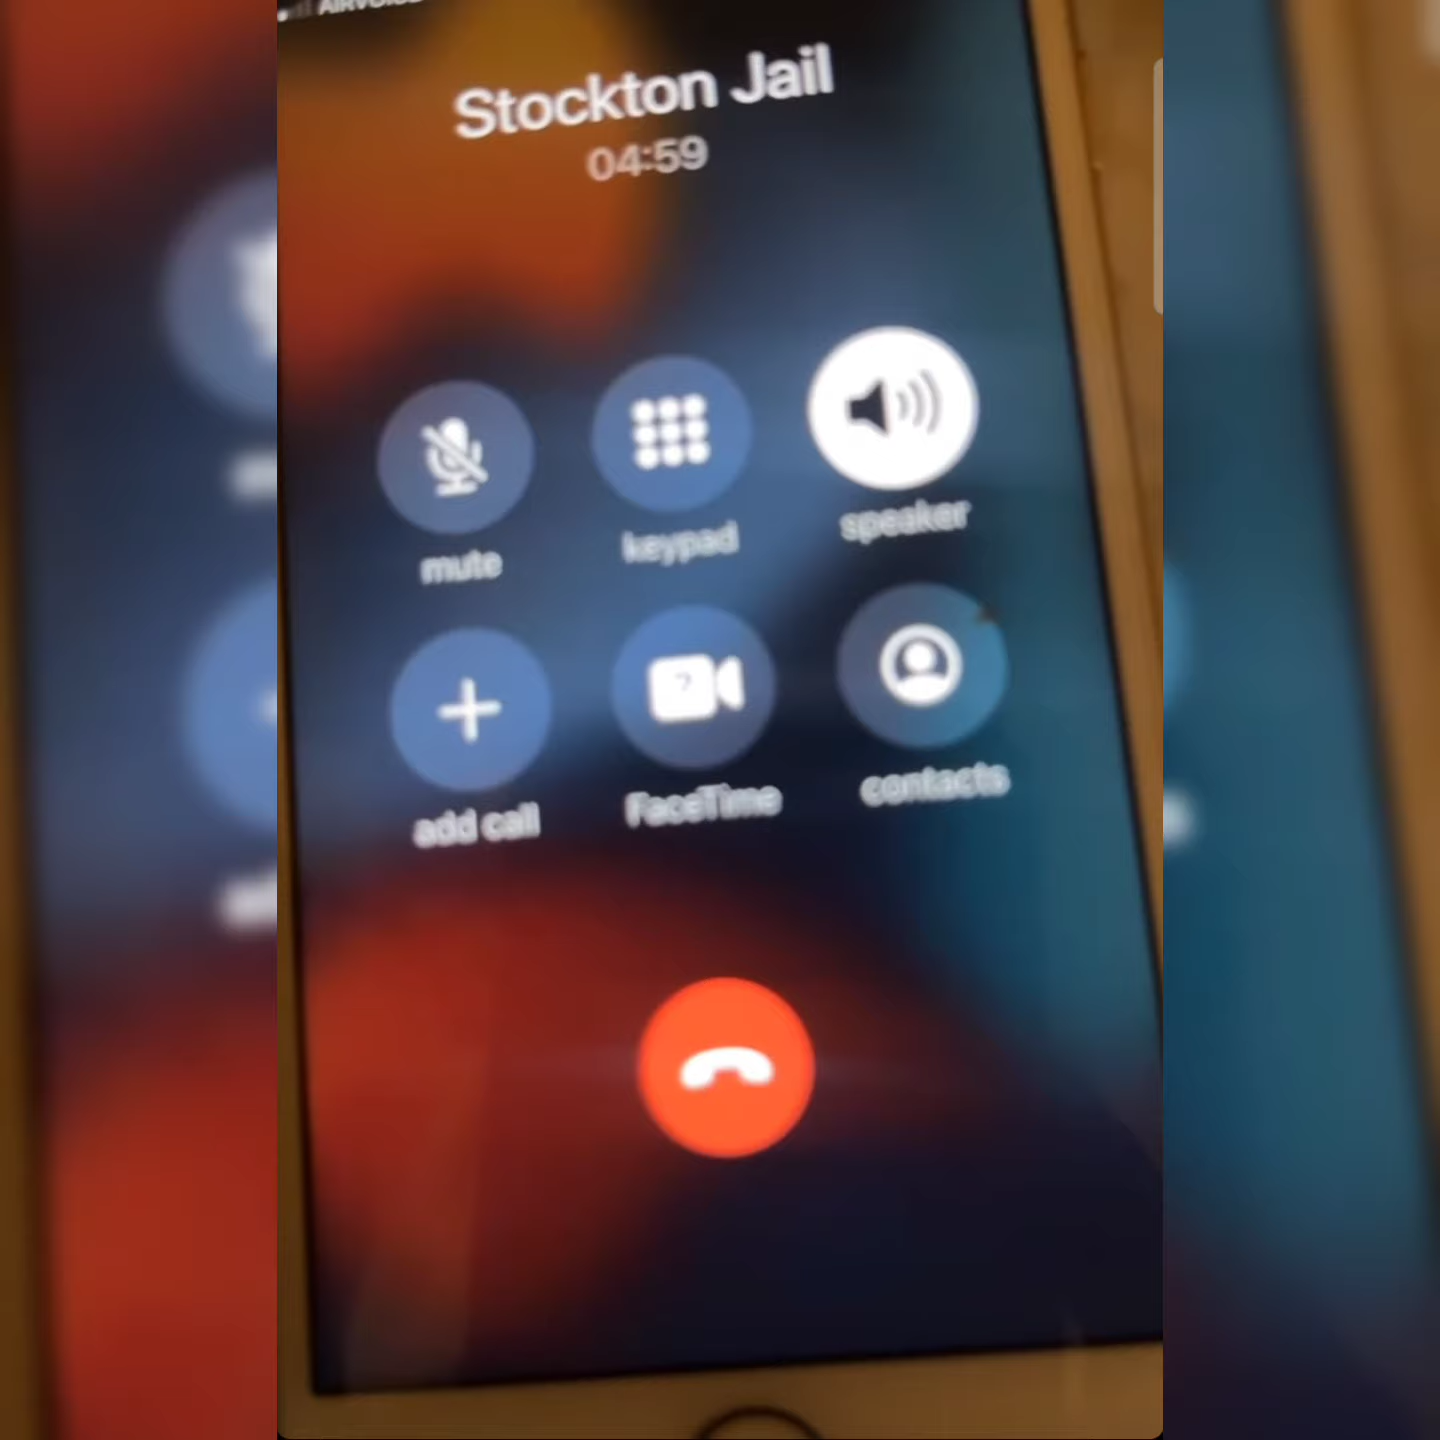 Stockton Jail
04:59
mute
keypad
speaker
?
add call
FaceTime
contacts